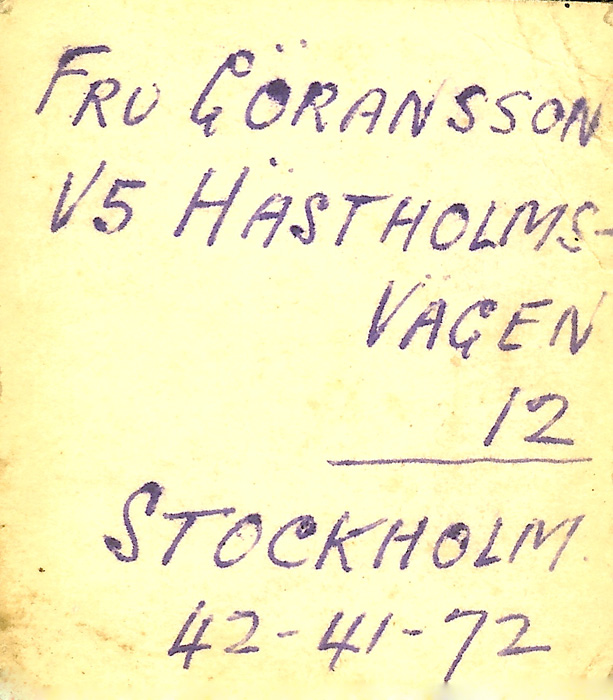 FRU GÖRANSSON
V5 HÄSTHOLMS-
VÄGEN
12
STOCKHOLM.
42-41-72